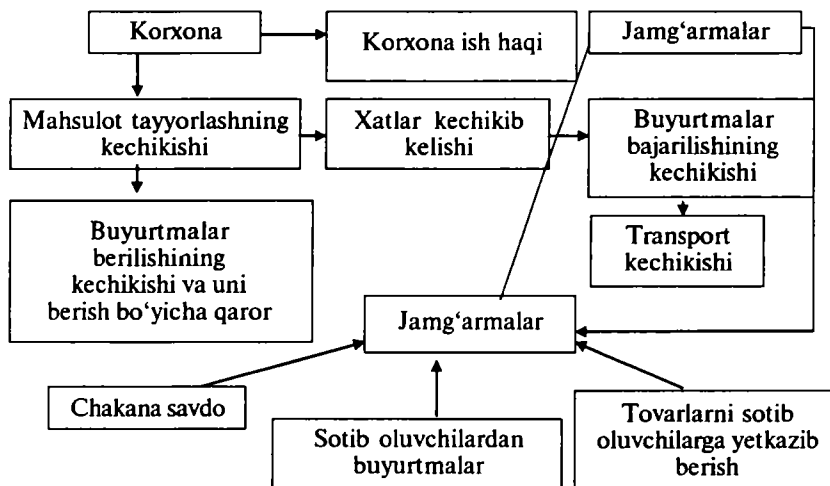 Korxona
Korxona ish haqi
Jamg‘armalar
Mahsulot tayyorlashning
kechikishi
Xatlar kechikib
kelishi
Buyurtmalar
bajarilishining
kechikishi
Buyurtmalar
berilishining
kechikishi va uni
berish bo‘yicha qaror
Transport
kechikishi
Jamg‘armalar
Chakana savdo
Sotib oluvchilardan
buyurtmalar
Tovarlarni sotib
oluvchilarga yetkazib
berish